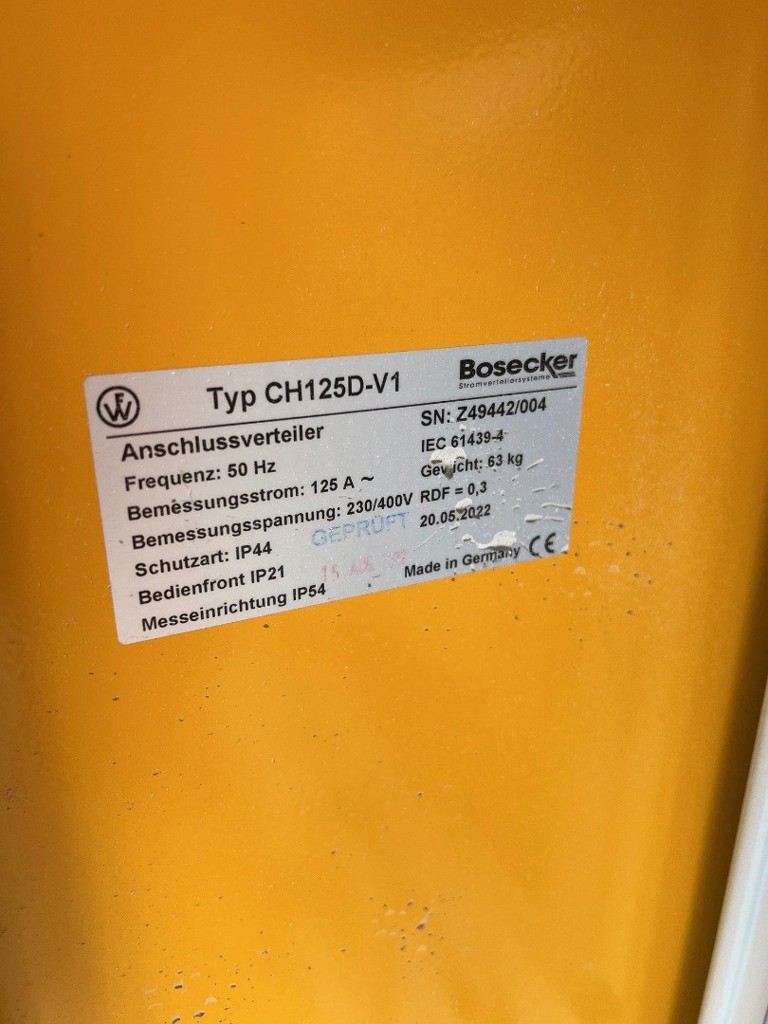 Typ CH125D-V1
Bosecker
Stromverteilersysteme
Anschlussverteiler
Frequenz: 50 Hz
Bemessungsstrom: 125 A ~
Bemessungsspannung: 230/400V
Schutzart: IP44
Bedienfront IP21
Messeinrichtung IP54
SN: Z49442/004
IEC 61439-4
Gewicht: 63 kg
RDF = 0,3
20.05.2022
GEPRÜFT
Made in Germany CE